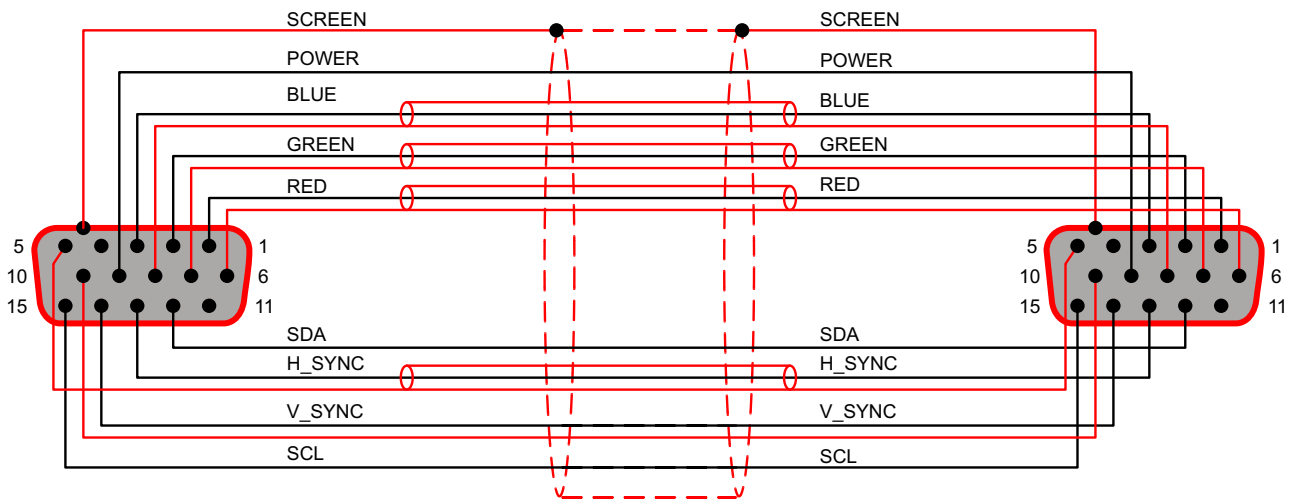 SCREEN SCREEN
POWER POWER
BLUE BLUE
GREEN GREEN
RED RED
5 1 5 1
10 6 10 6
15 11 15 11
SDA SDA
H_SYNC H_SYNC
V_SYNC V_SYNC
SCL SCL